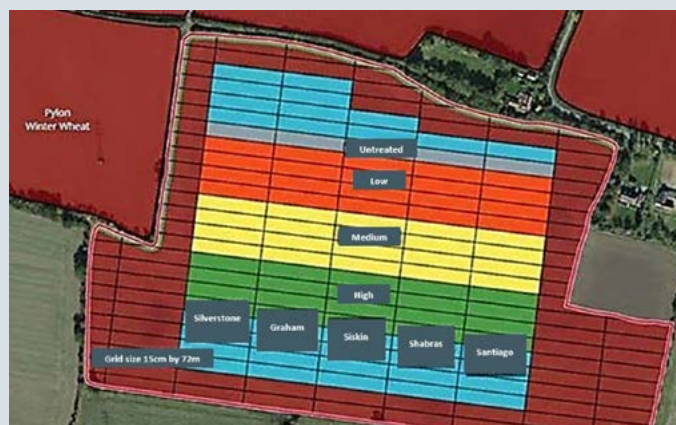 Pylon
Winter Wheat
Untreated
Low
Medium
High
Silverstone
Graham
Siskin
Shabras
Santiago
Grid size 15cm by 72m